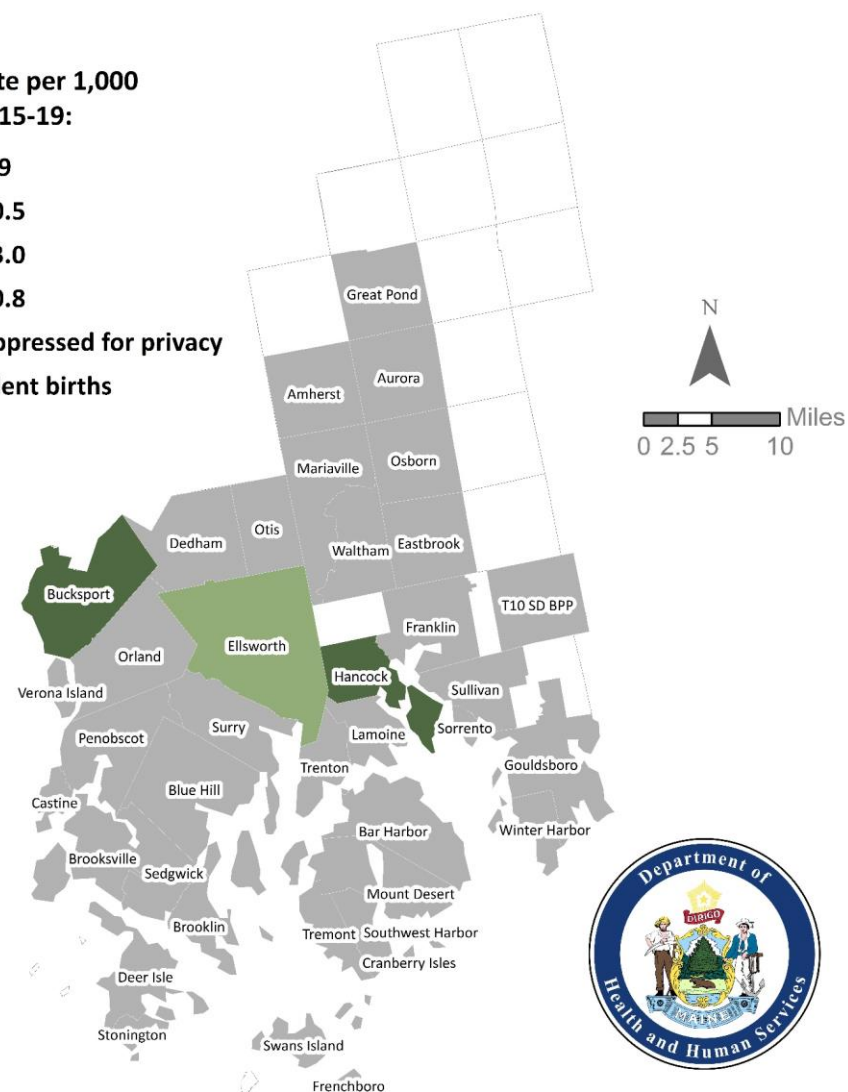 te per 1,000
15-19:
9
0.5
3.0
0.8
ppressed for privacy
lent births
N
Miles
0 2.5 5 10
Great Pond
Aurora
Amherst
Osborn
Mariaville
Otis
Dedham
Waltham
Eastbrook
Bucksport
T10 SD BPP
Franklin
Ellsworth
Orland
Hancock
Sullivan
Verona Island
Surry
Lamoine
Sorrento
Penobscot
Trenton
Gouldsboro
Blue Hill
Castine
Bar Harbor
Winter Harbor
Brooksville
Sedgwick
Mount Desert
Brooklin
Tremont
Southwest Harbor
Cranberry Isles
Deer Isle
Stonington
Swans Island
Frenchboro
Department of
Health and Human Services
DIRIGO
MAINE